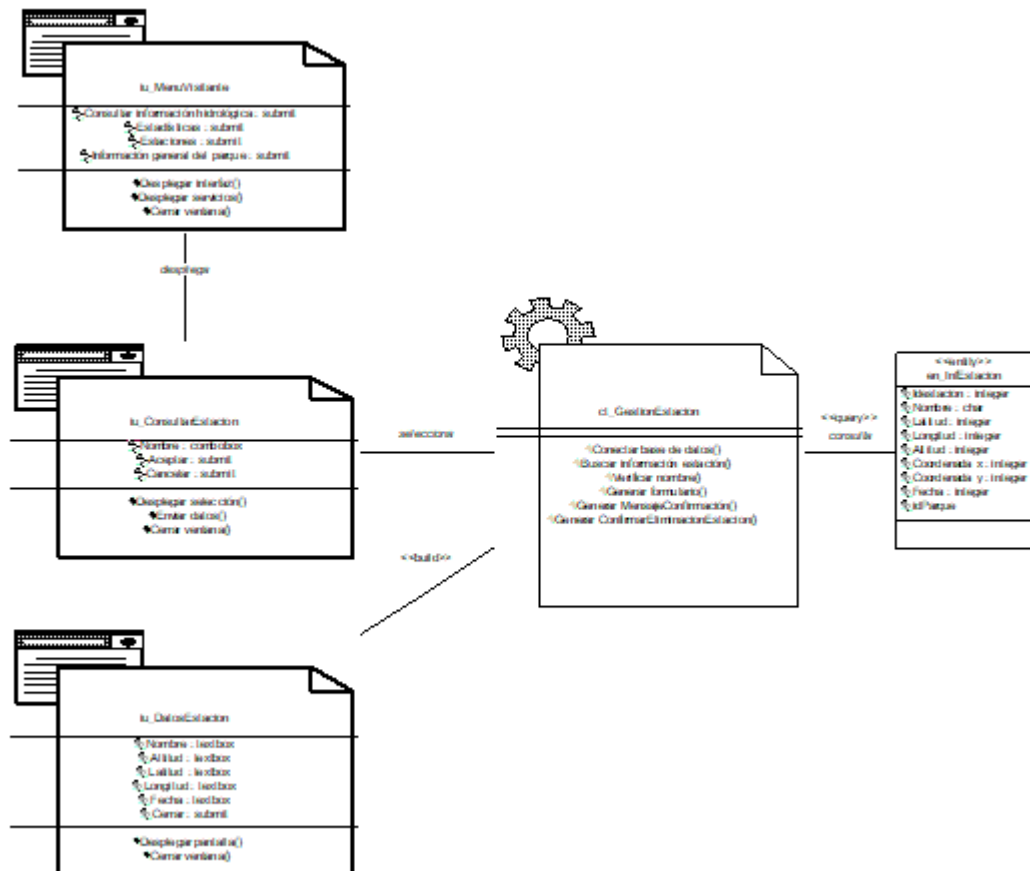 iu_MenuVisitante
Consultar información hidrológica : submit
Estadísticas : submit
Estaciones : submit
Información general del parque : submit
Desplegar interfaz()
Desplegar servicios()
Cerrar ventana()
desplegar
iu_ConsultarEstacion
Nombre : combobox
Aceptar : submit
Cancelar : submit
Desplegar selección()
Enviar datos()
Cerrar ventana()
selecciona
ct_GestionEstacion
Conectar base de datos()
Buscar información estación()
Verificar nombre()
Generar formulario()
Generar MensajeConfirmación()
Generar ConfirmarEliminacionEstacion()
<<query>>
consulta
<<entity>>
en_InfEstacion
Idestacion : integer
Nombre : char
Latitud : integer
Longitud : integer
Altitud : integer
Coordenada x : integer
Coordenada y : integer
Fecha : integer
idParque
<<build>>
iu_DatosEstacion
Nombre : textbox
Altitud : textbox
Latitud : textbox
Longitud : textbox
Fecha : textbox
Cerrar : submit
Desplegar pantalla()
Cerrar ventana()